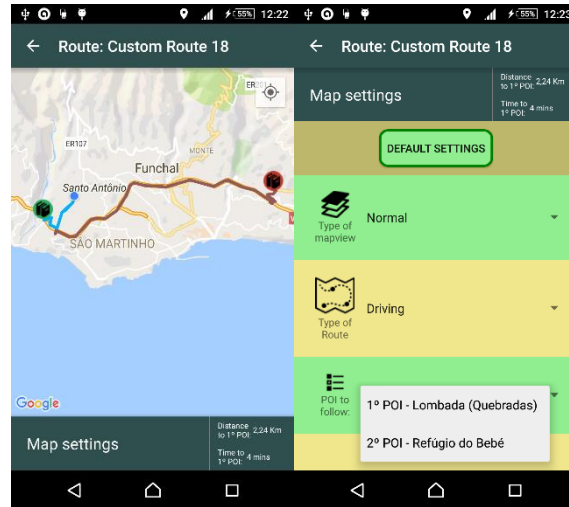 55% 12:22
Route: Custom Route 18
ER107
MONTE
Funchal
Santo António
SÃO MARTINHO
Google
Map settings
Distance
to 1º POI: 2,24 Km
Time to
1º POI: 4 mins
55% 12:23
Route: Custom Route 18
Map settings
Distance
to 1º POI: 2,24 Km
Time to
1º POI: 4 mins
DEFAULT SETTINGS
Type of
mapview
Normal
Type of
Route
Driving
POI to
follow:
1º POI - Lombada (Quebradas)
2º POI - Refúgio do Bebé